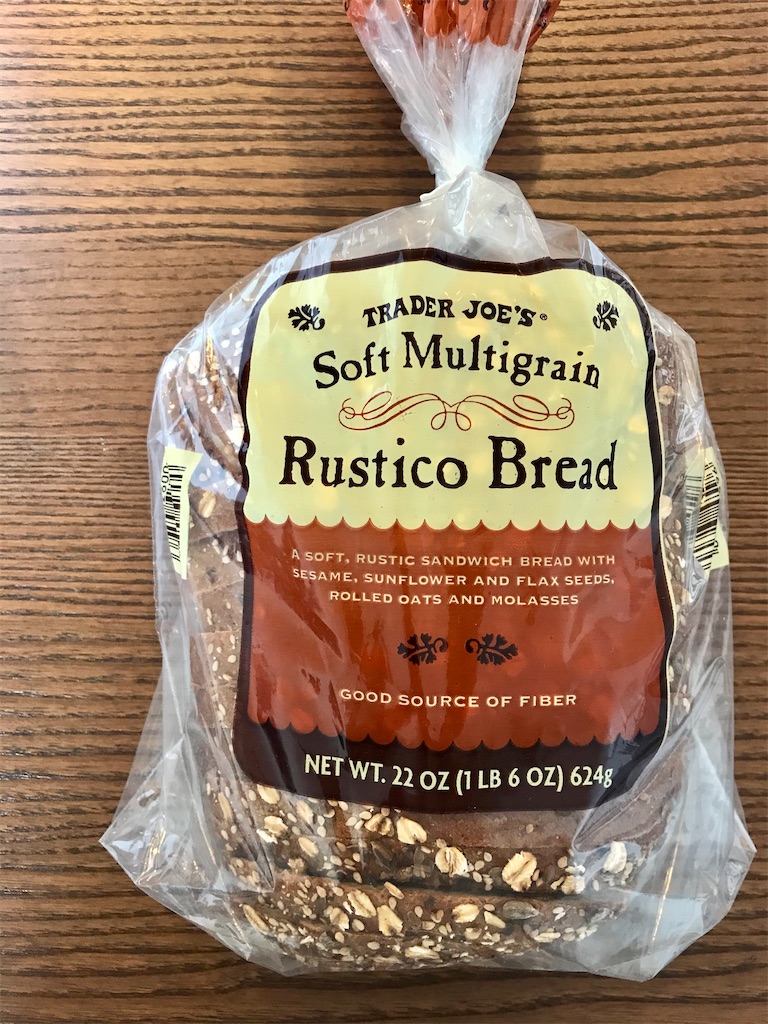 TRADER JOE'S®
Soft Multigrain
Rustico Bread
A SOFT, RUSTIC SANDWICH BREAD WITH
SESAME, SUNFLOWER AND FLAX SEEDS,
ROLLED OATS AND MOLASSES
GOOD SOURCE OF FIBER
NET WT. 22 OZ (1 LB 6 OZ) 624g